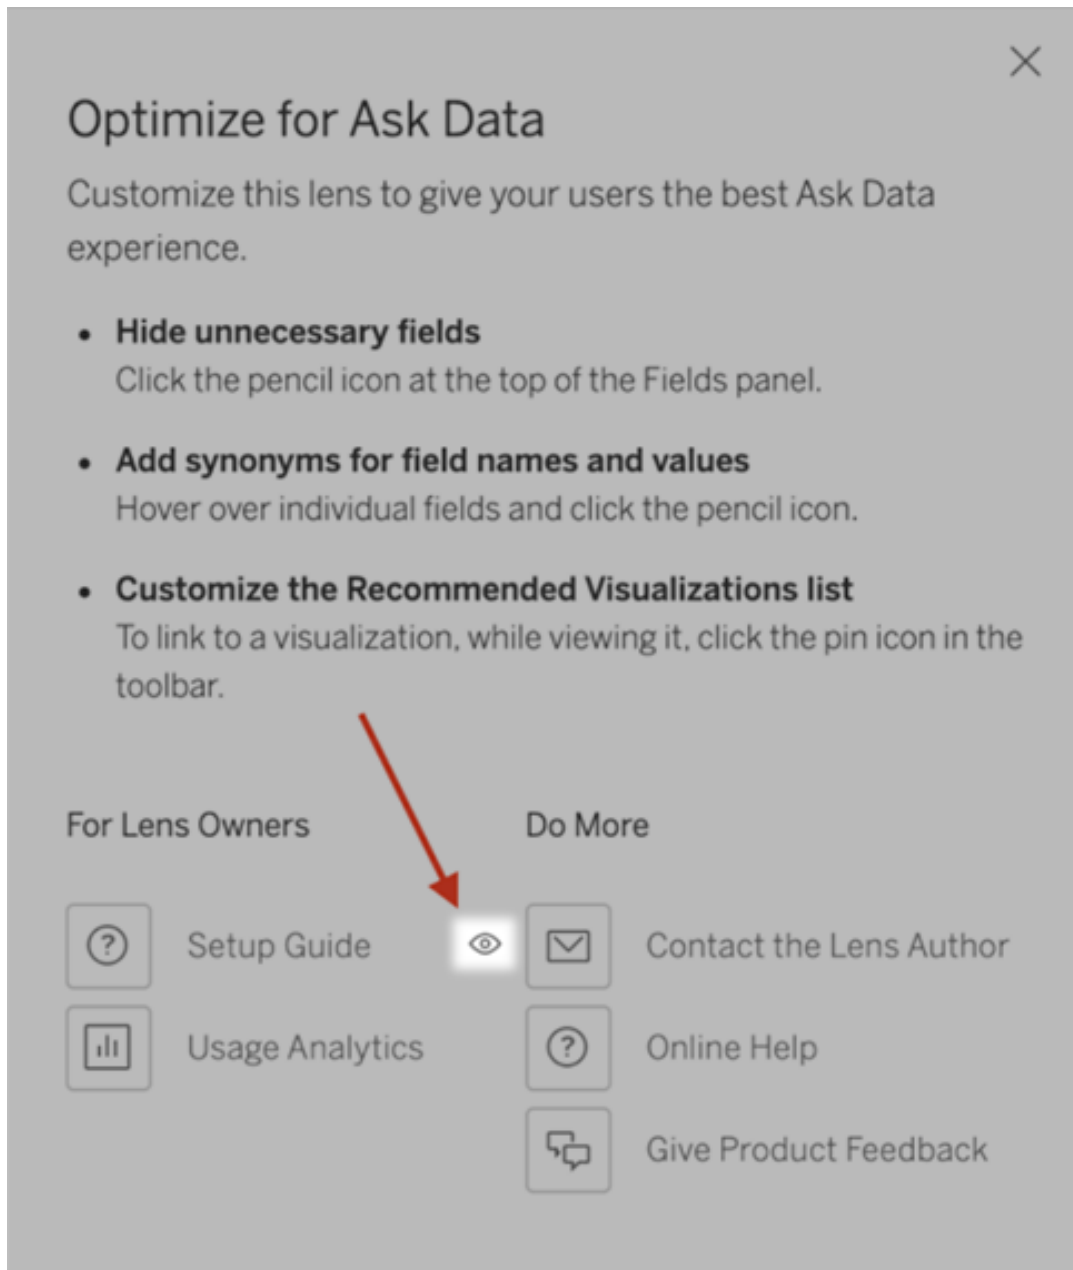 Optimize for Ask Data
Customize this lens to give your users the best Ask Data
experience.
• Hide unnecessary fields
Click the pencil icon at the top of the Fields panel.
• Add synonyms for field names and values
Hover over individual fields and click the pencil icon.
• Customize the Recommended Visualizations list
To link to a visualization, while viewing it, click the pin icon in the
toolbar.
For Lens Owners
Setup Guide
Usage Analytics
Do More
Contact the Lens Author
Online Help
Give Product Feedback